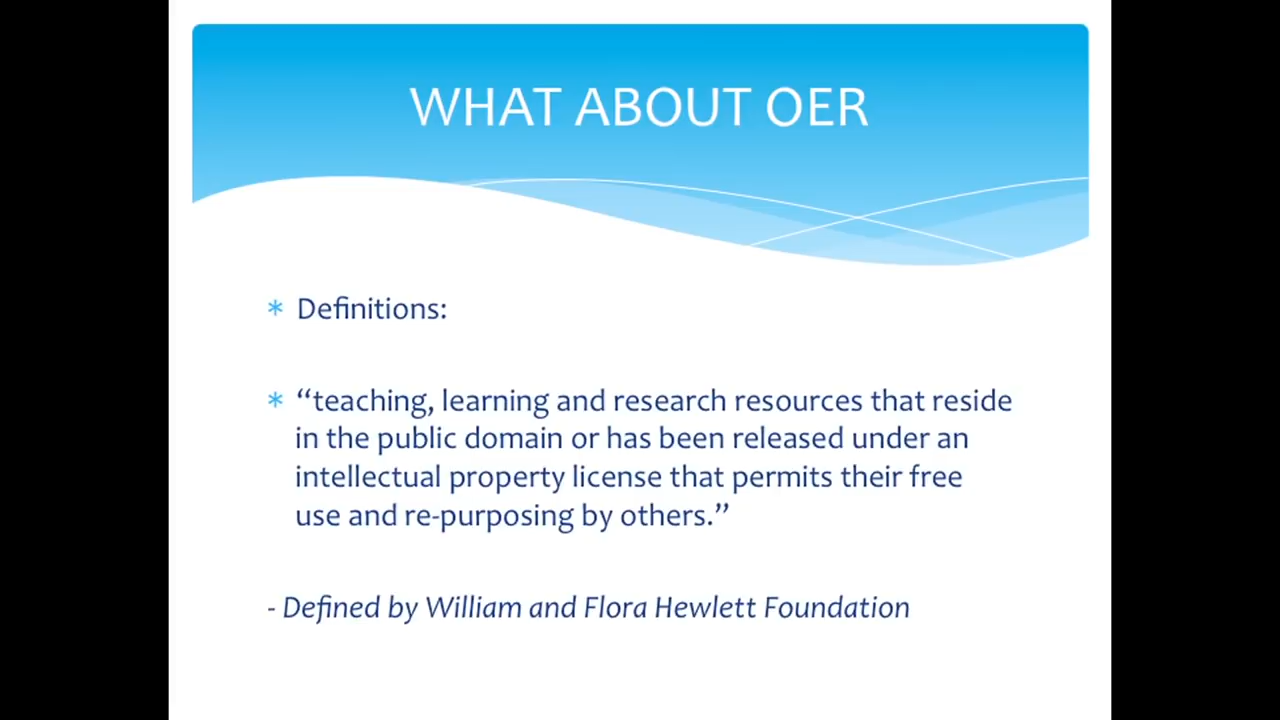 WHAT ABOUT OER
* Definitions:
* “teaching, learning and research resources that reside
in the public domain or has been released under an
intellectual property license that permits their free
use and re-purposing by others.”
- Defined by William and Flora Hewlett Foundation